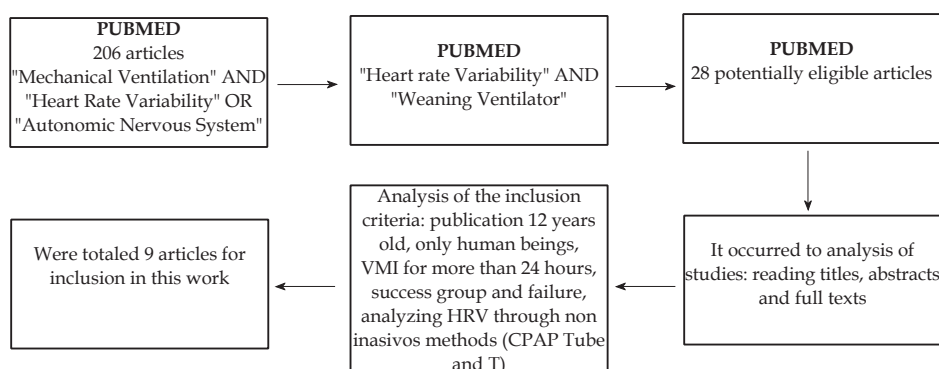 PUBMED
206 articles
"Mechanical Ventilation" AND
"Heart Rate Variability" OR
"Autonomic Nervous System"
PUBMED
"Heart rate Variability" AND
"Weaning Ventilator"
PUBMED
28 potentially eligible articles
It occurred to analysis of
studies: reading titles, abstracts
and full texts
Analysis of the inclusion
criteria: publication 12 years
old, only human beings,
VMI for more than 24 hours,
success group and failure,
analyzing HRV through non
inasivos methods (CPAP Tube
and T)
Were totaled 9 articles for
inclusion in this work